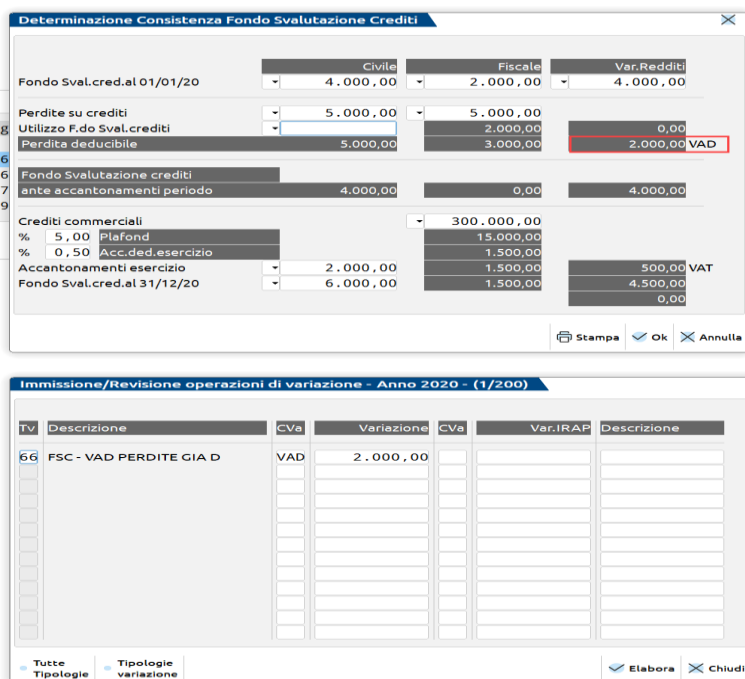 Determinazione Consistenza Fondo Svalutazione Crediti
Civile Fiscale Var.Redditi
Fondo Sval.cred.al 01/01/20 4.000,00 2.000,00 4.000,00
Perdite su crediti 5.000,00 5.000,00
Utilizzo F.do Sval.crediti 2.000,00 0,00
Perdita deducibile 5.000,00 3.000,00 2.000,00 VAD
Fondo Svalutazione crediti
ante accantonamenti periodo 4.000,00 0,00 4.000,00
Crediti commerciali 300.000,00
% 5,00 Plafond 15.000,00
% 0,50 Acc.ded.esercizio 1.500,00
Accantonamenti esercizio 2.000,00 1.500,00 500,00 VAT
Fondo Sval.cred.al 31/12/20 6.000,00 1.500,00 4.500,00
0,00
Stampa Ok Annulla
g
6
6
7
9
Immissione/Revisione operazioni di variazione - Anno 2020 - (1/200)
Tv Descrizione CVa Variazione CVa Var.IRAP Descrizione
66 FSC - VAD PERDITE GIA D VAD 2.000,00
Tutte Tipologie
Tipologie variazione
Elabora Chiudi